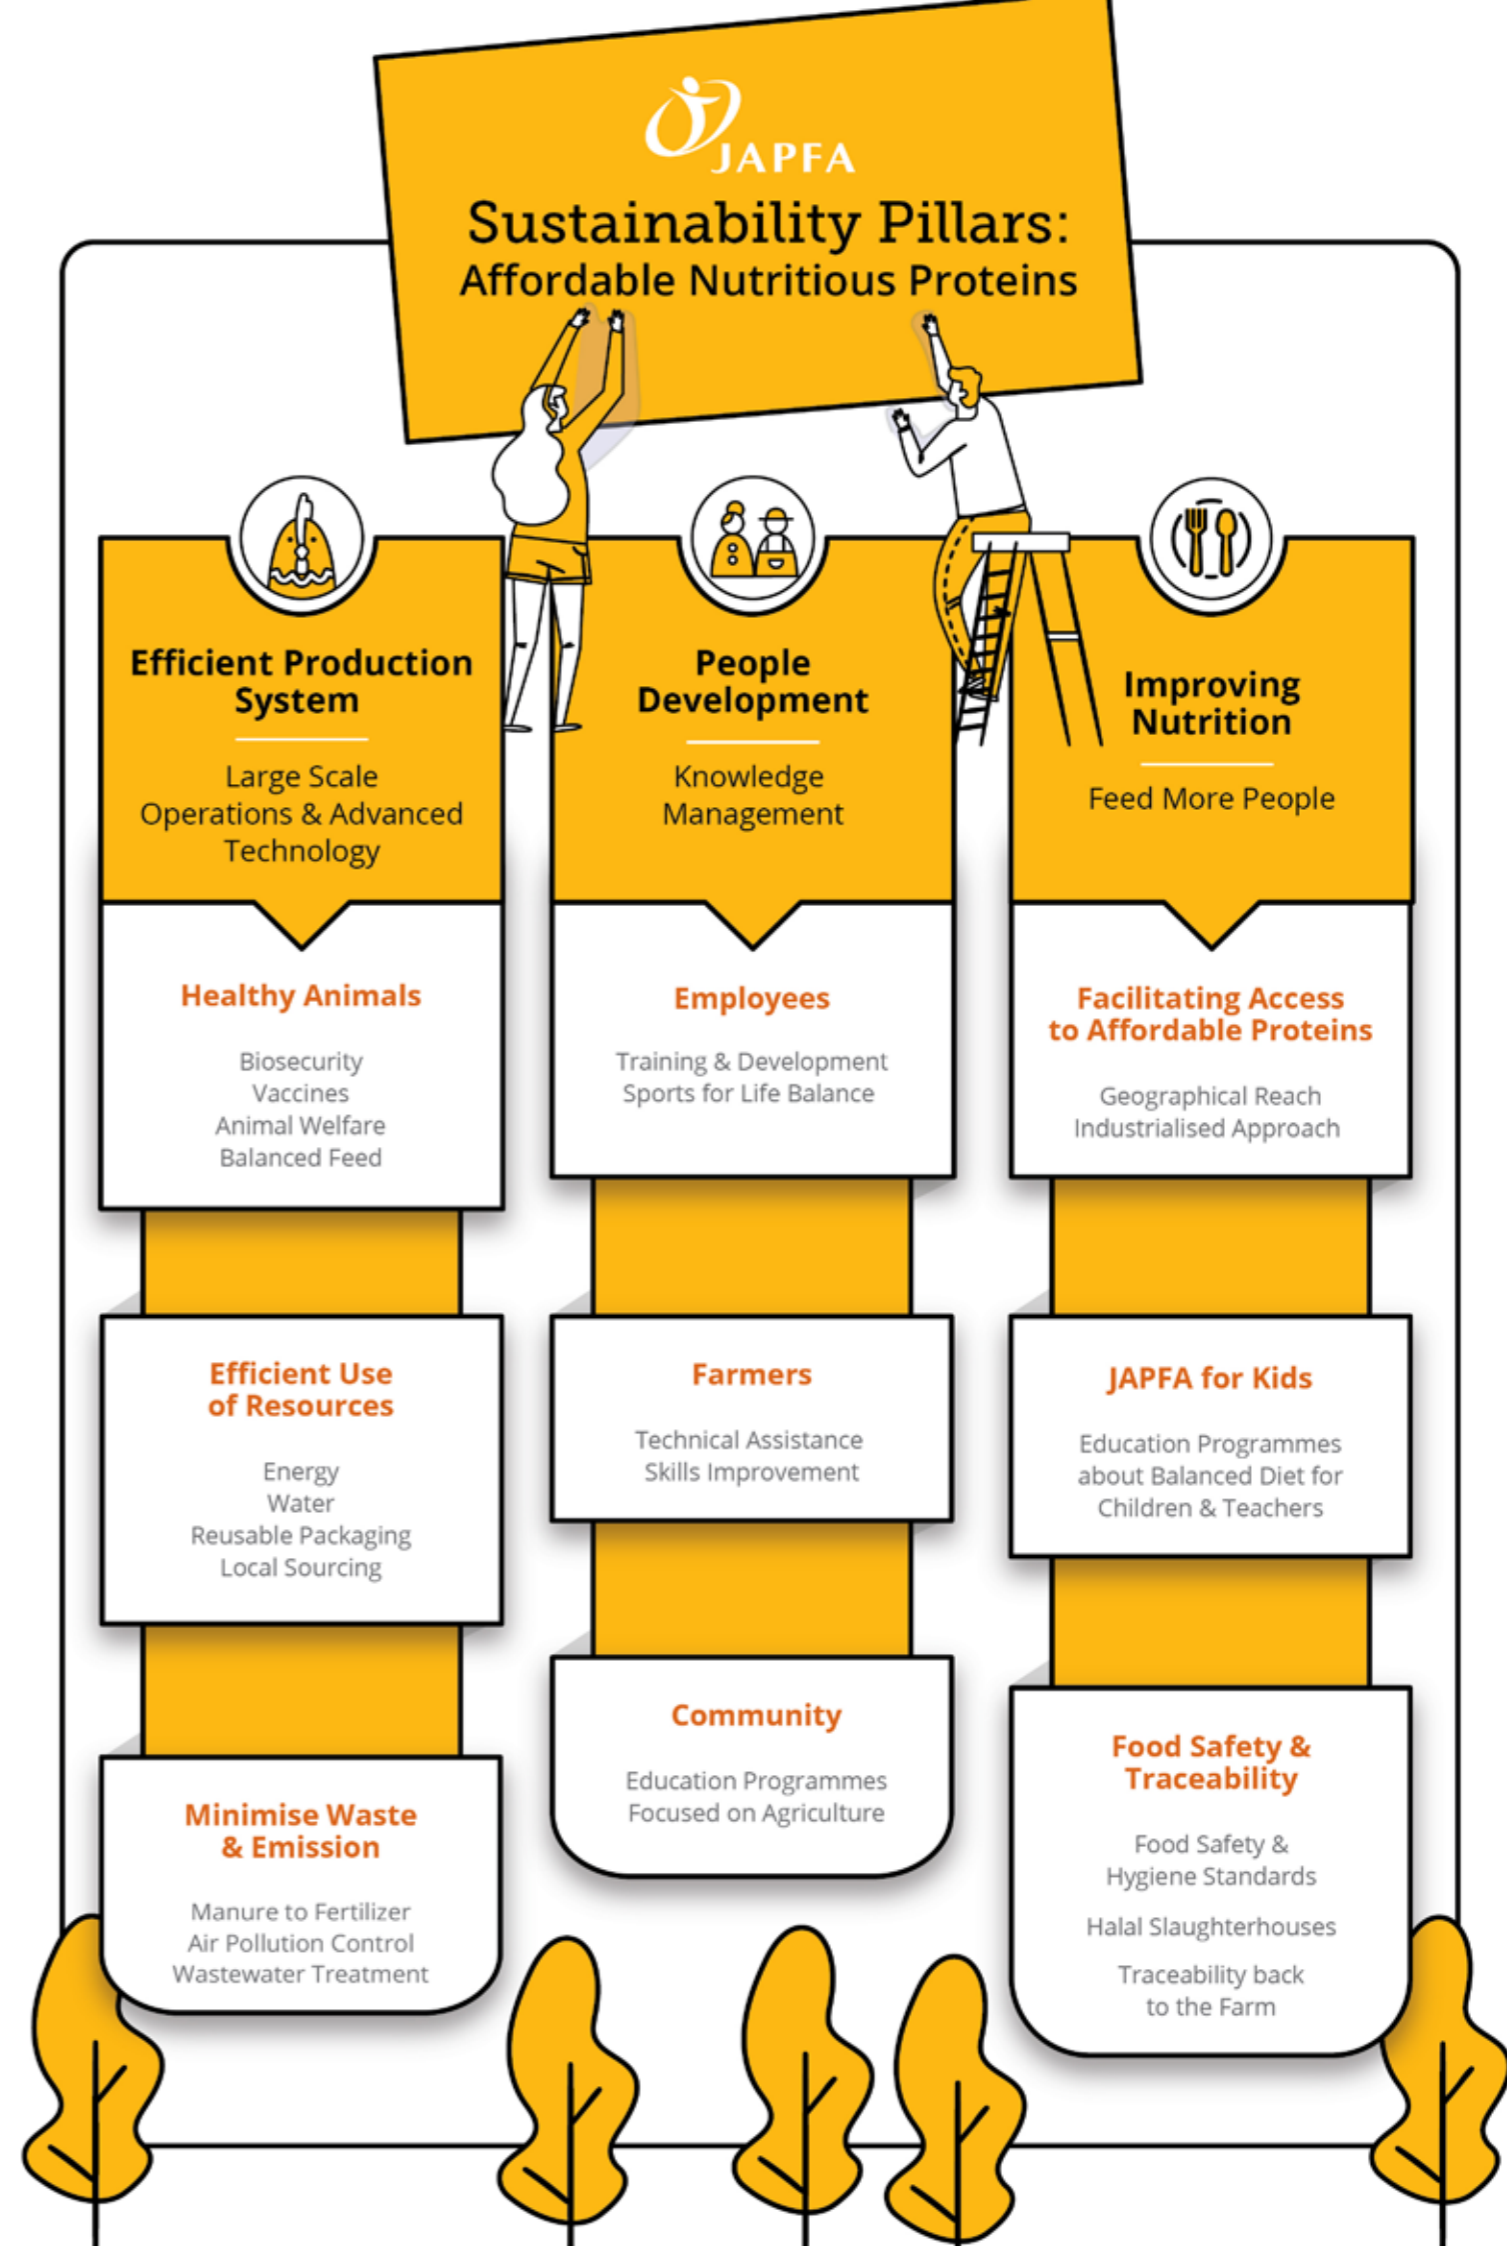 JAPFA
Sustainability Pillars:
Affordable Nutritious Proteins
Efficient Production
System
Large Scale
Operations & Advanced
Technology
Healthy Animals
Biosecurity
Vaccines
Animal Welfare
Balanced Feed
Efficient Use
of Resources
Energy
Water
Reusable Packaging
Local Sourcing
Minimise Waste
& Emission
Manure to Fertilizer
Air Pollution Control
Wastewater Treatment
People
Development
Knowledge
Management
Employees
Training & Development
Sports for Life Balance
Farmers
Technical Assistance
Skills Improvement
Community
Education Programmes
Focused on Agriculture
Improving
Nutrition
Feed More People
Facilitating Access
to Affordable Proteins
Geographical Reach
Industrialised Approach
JAPFA for Kids
Education Programmes
about Balanced Diet for
Children & Teachers
Food Safety &
Traceability
Food Safety &
Hygiene Standards
Halal Slaughterhouses
Traceability back
to the Farm